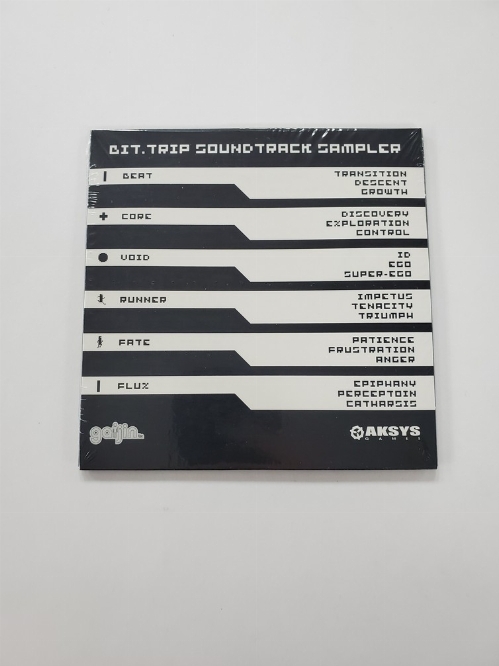 BIT.TRIP SOUNDTRACK SAMPLER
BEAT
TRANSITION
DESCENT
GROWTH
CORE
DISCOVERY
EXPLORATION
CONTROL
VOID
ID
EGO
SUPER-EGO
RUNNER
IMPETUS
TENACITY
TRIUMPH
FATE
PATIENCE
FRUSTRATION
ANGER
FLUX
EPIPHANY
PERCEPTOIN
CATHARSIS
gaijin
AKSYS
GAMES